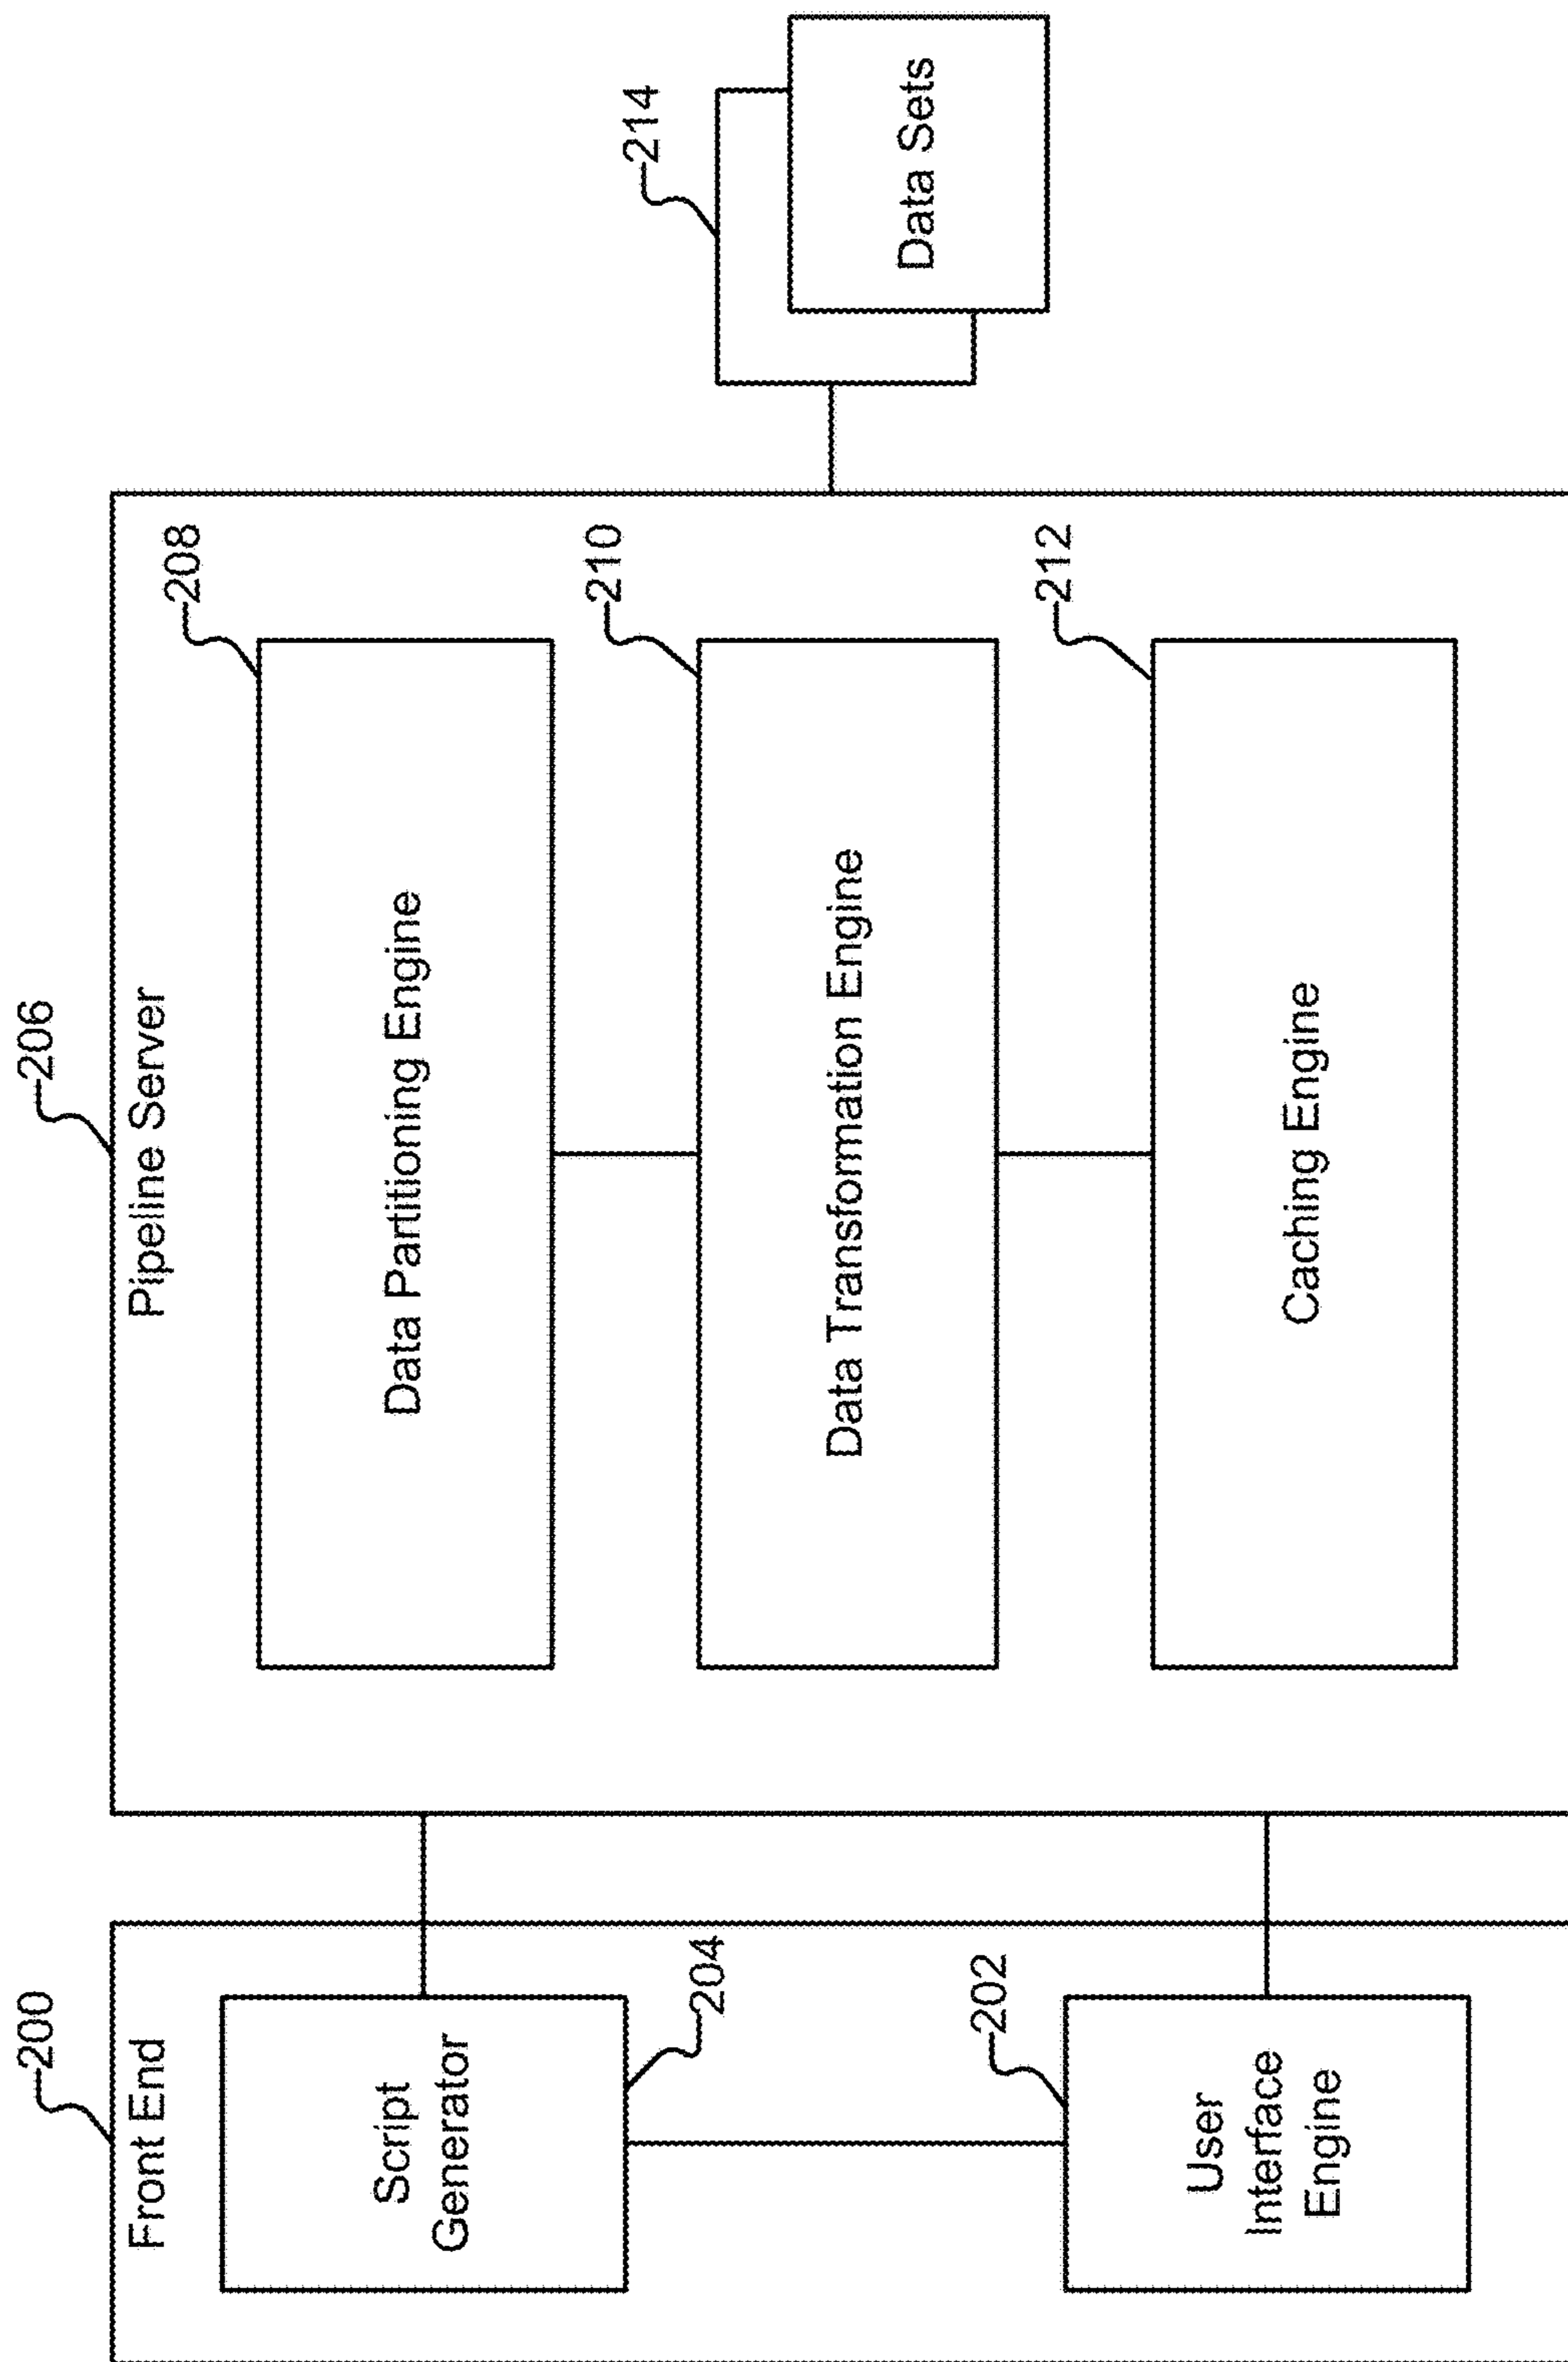 200
Front End
Script
Generator
204
202
User
Interface
Engine
206
Pipeline Server
208
Data Partitioning Engine
210
Data Transformation Engine
212
Caching Engine
214
Data Sets